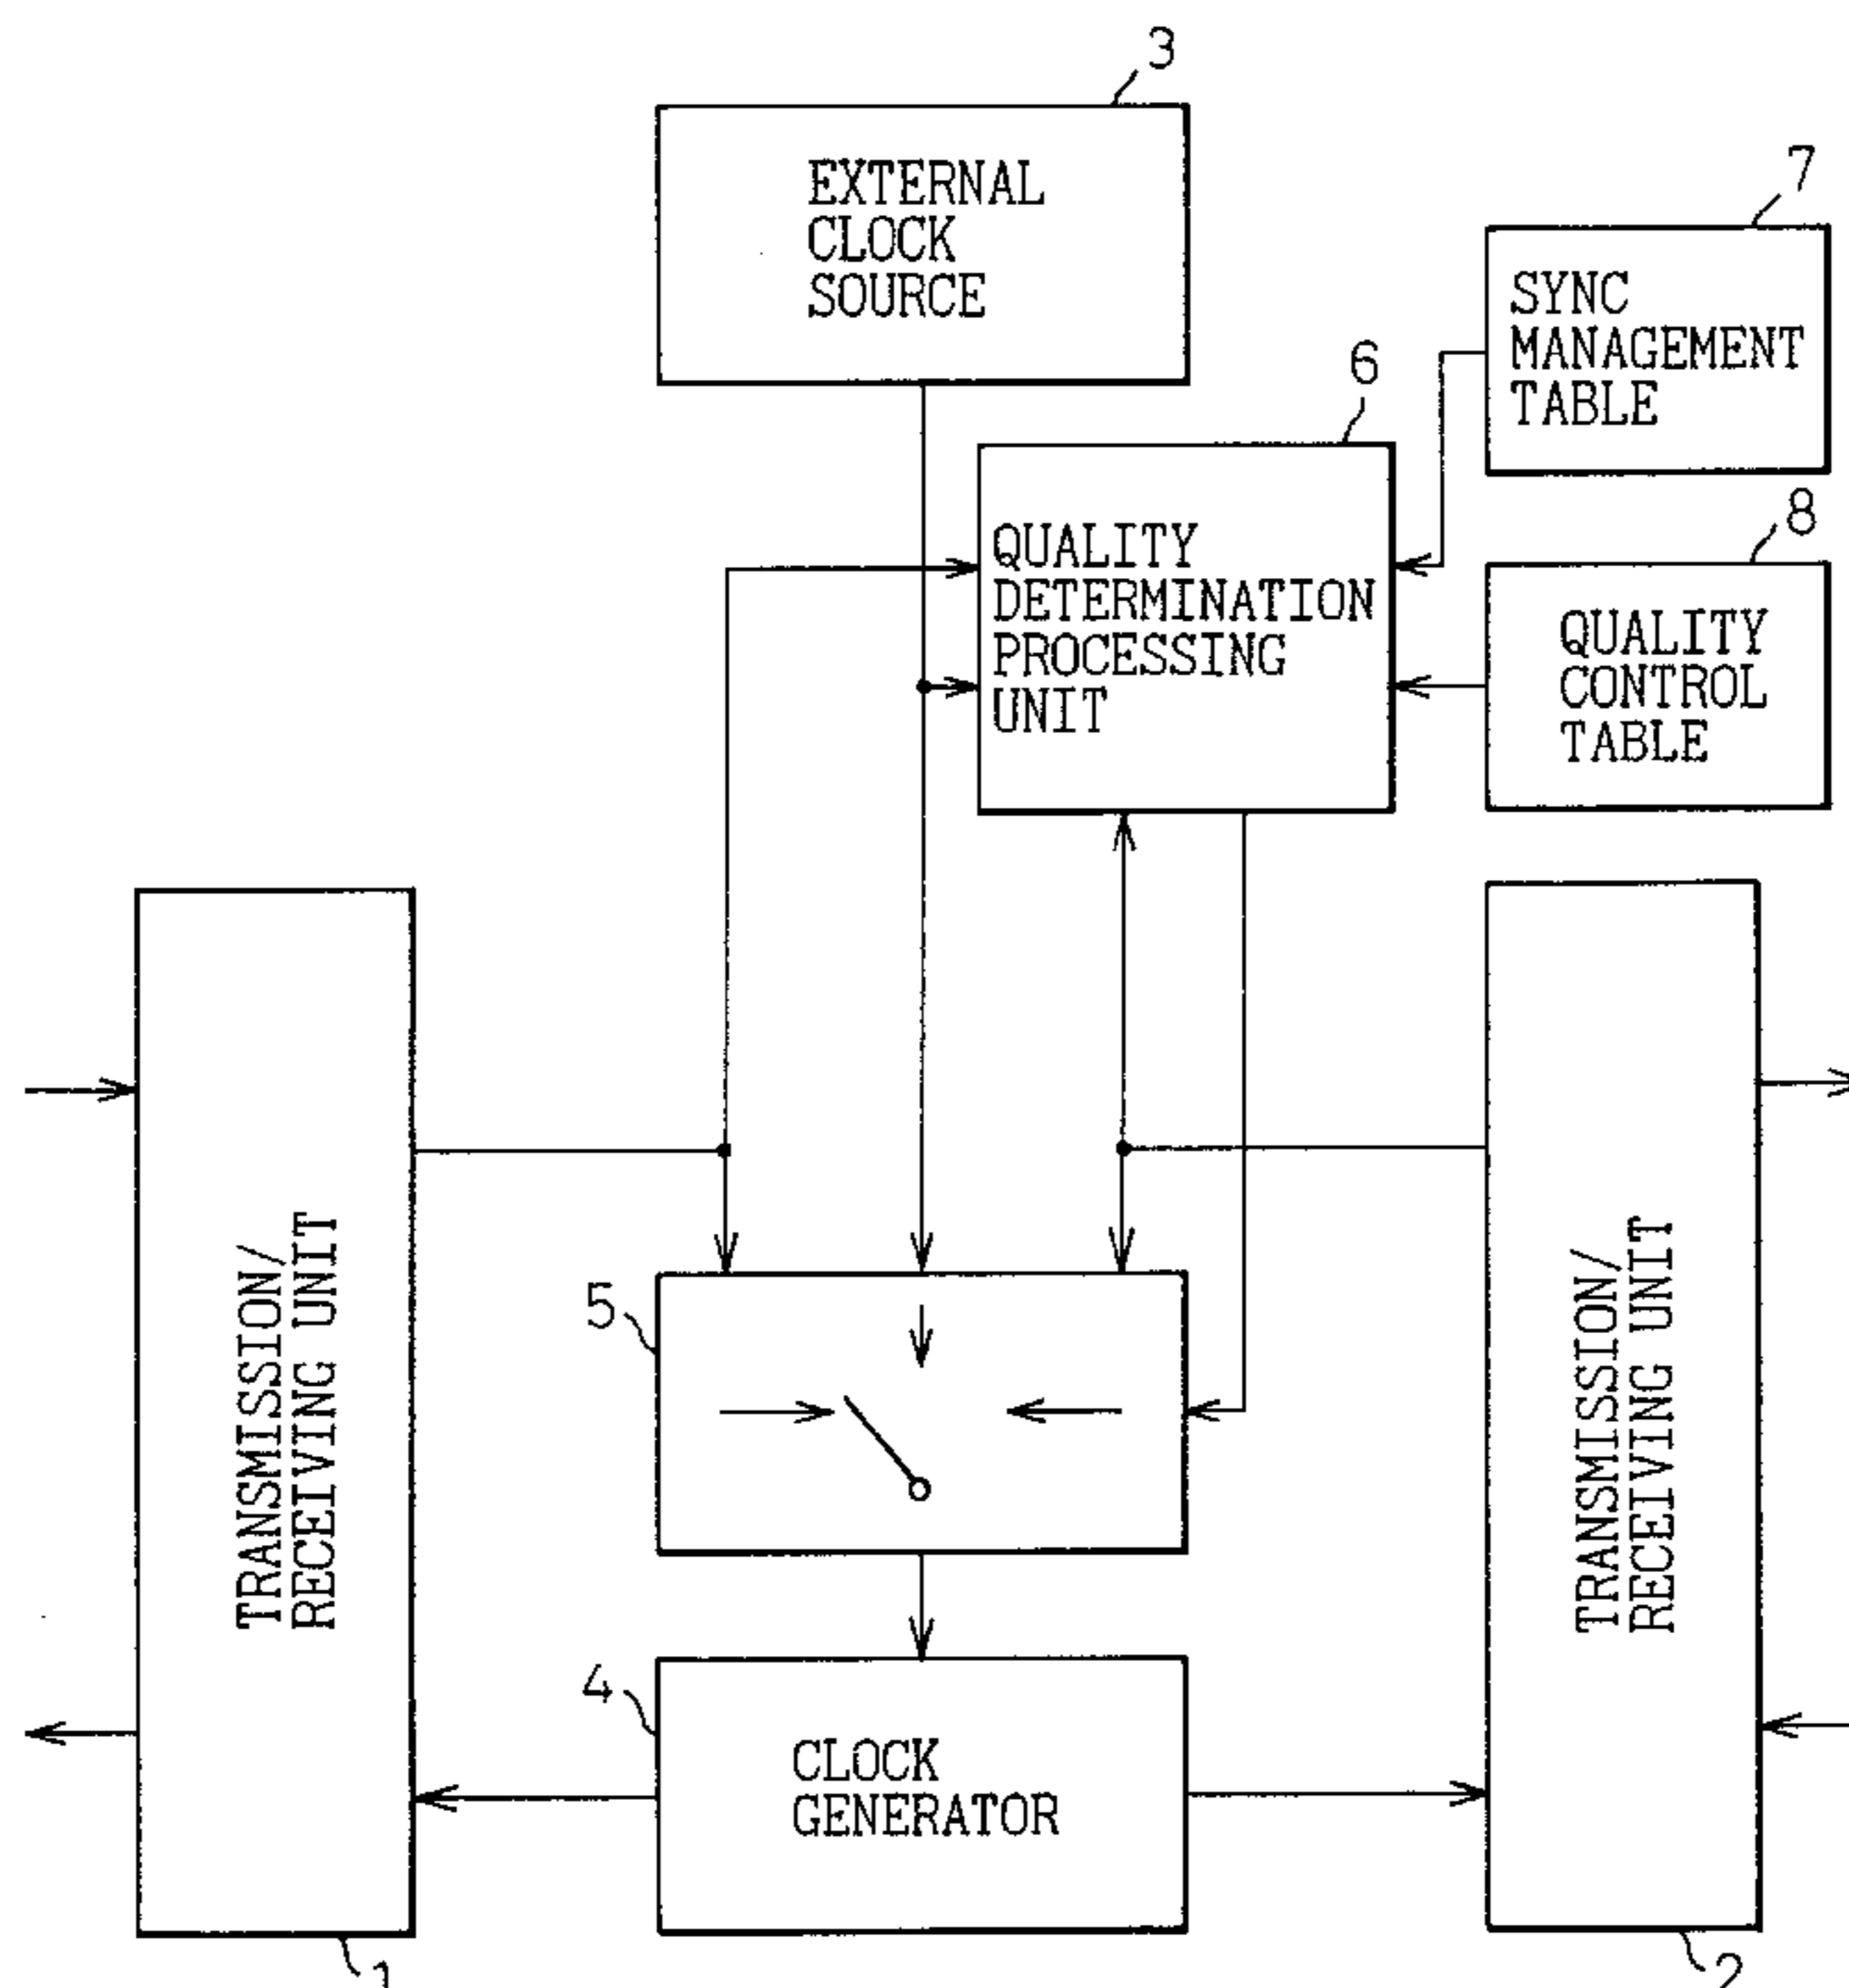 3
EXTERNAL
CLOCK
SOURCE
7
SYNC
MANAGEMENT
TABLE
6
QUALITY
DETERMINATION
PROCESSING
UNIT
8
QUALITY
CONTROL
TABLE
TRANSMISSION/
RECEIVING UNIT
5
TRANSMISSION/
RECEIVING UNIT
4
CLOCK
GENERATOR
1
2